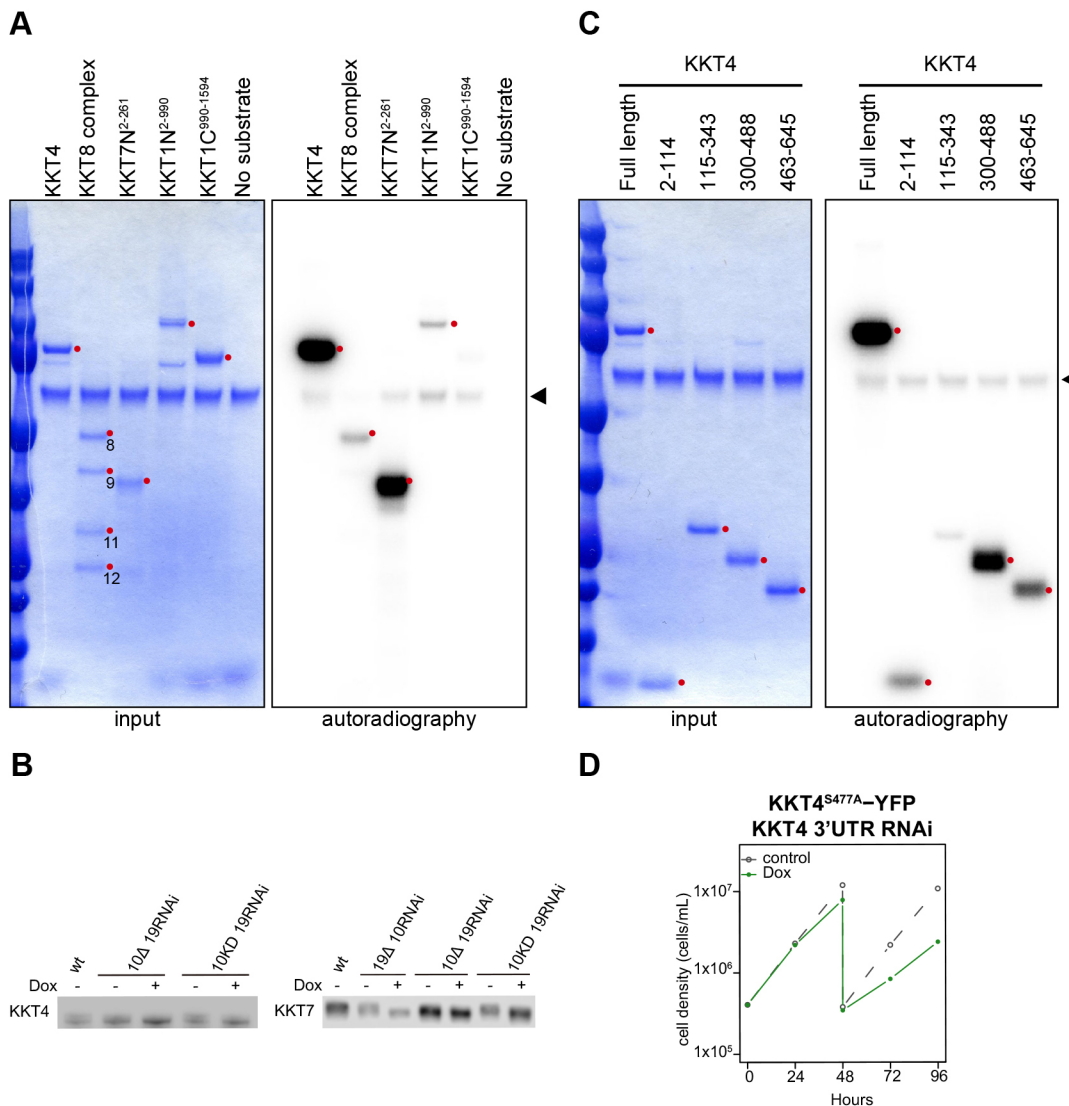 A
KKT4
KKT8 complex
KKT7N2-261
KKT1N2-990
KKT1C990-1594
No substrate
KKT4
KKT8 complex
KKT7N2-261
KKT1N2-990
KKT1C990-1594
No substrate
8
9
11
12
input
autoradiography
C
KKT4
KKT4
Full length
2-114
115-343
300-488
463-645
Full length
2-114
115-343
300-488
463-645
input
autoradiography
B
wt
10Δ 19RNAi
10KD 19RNAi
Dox - - + - +
KKT4
wt
19Δ 10RNAi
10Δ 19RNAi
10KD 19RNAi
Dox - - + - + - +
KKT7
D
KKT4S477A–YFP
KKT4 3'UTR RNAi
control
Dox
cell density (cells/mL)
1x10⁷
1x10⁶
1x10⁵
0 24 48 72 96
Hours